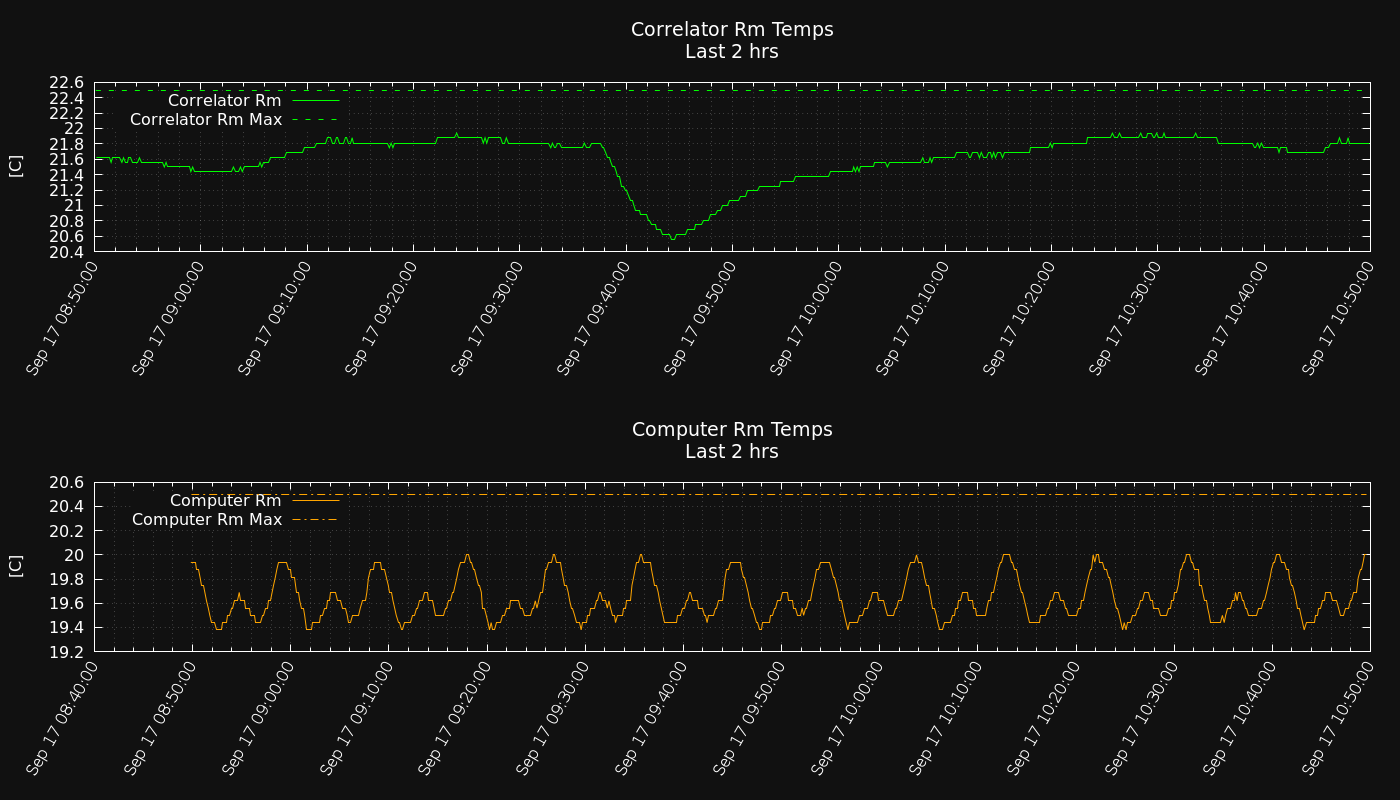 Correlator Rm Temps
Last 2 hrs
22.6
22.4
22.2
22
21.8
21.6
21.4
21.2
21
20.8
20.6
20.4
[C]
Correlator Rm
Correlator Rm Max
Sep 17 08:50:00
Sep 17 09:00:00
Sep 17 09:10:00
Sep 17 09:20:00
Sep 17 09:30:00
Sep 17 09:40:00
Sep 17 09:50:00
Sep 17 10:00:00
Sep 17 10:10:00
Sep 17 10:20:00
Sep 17 10:30:00
Sep 17 10:40:00
Sep 17 10:50:00
Computer Rm Temps
Last 2 hrs
20.6
20.4
20.2
20
19.8
19.6
19.4
19.2
[C]
Computer Rm
Computer Rm Max
Sep 17 08:40:00
Sep 17 08:50:00
Sep 17 09:00:00
Sep 17 09:10:00
Sep 17 09:20:00
Sep 17 09:30:00
Sep 17 09:40:00
Sep 17 09:50:00
Sep 17 10:00:00
Sep 17 10:10:00
Sep 17 10:20:00
Sep 17 10:30:00
Sep 17 10:40:00
Sep 17 10:50:00